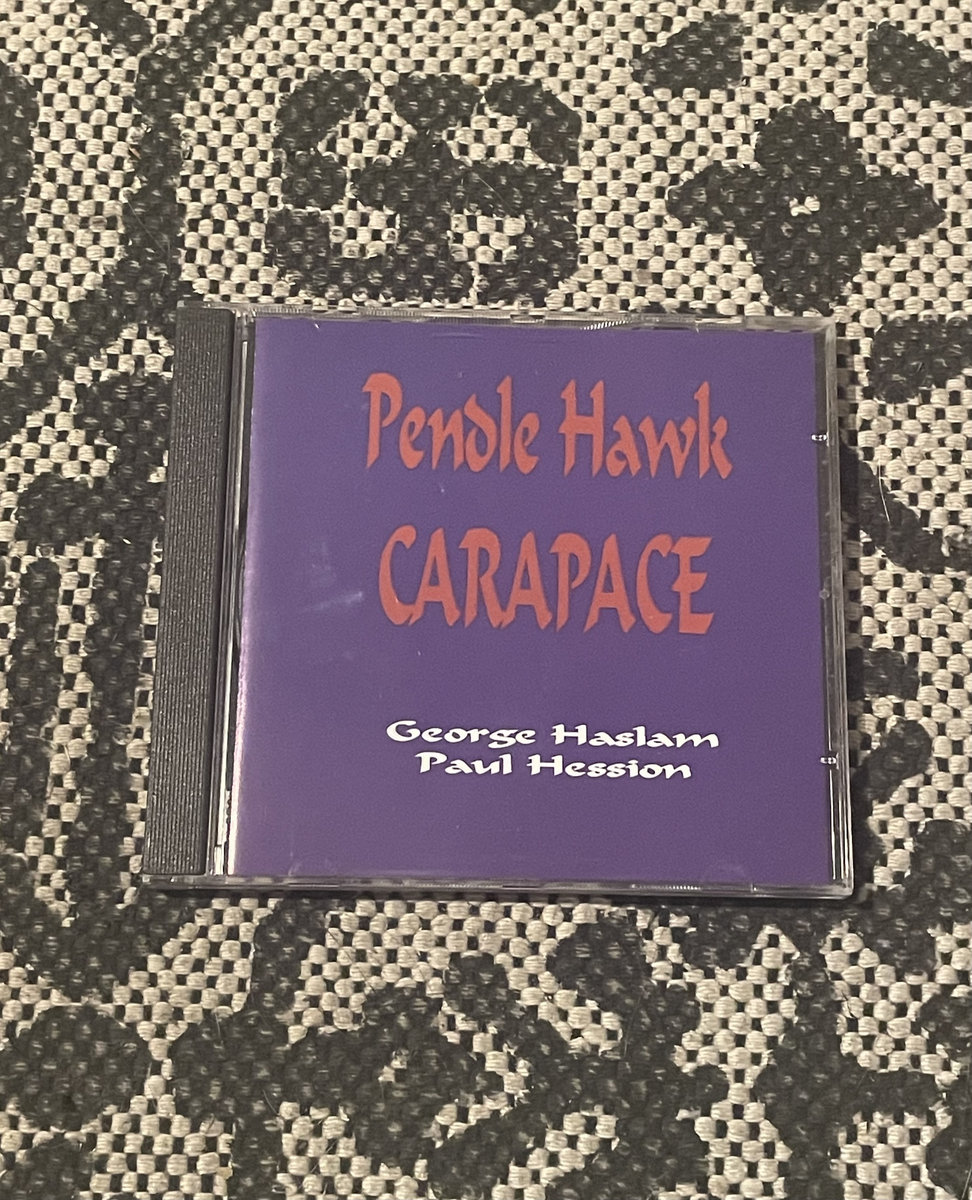 Pendle Hawk
CARAPACE
George Haslam
Paul Hession